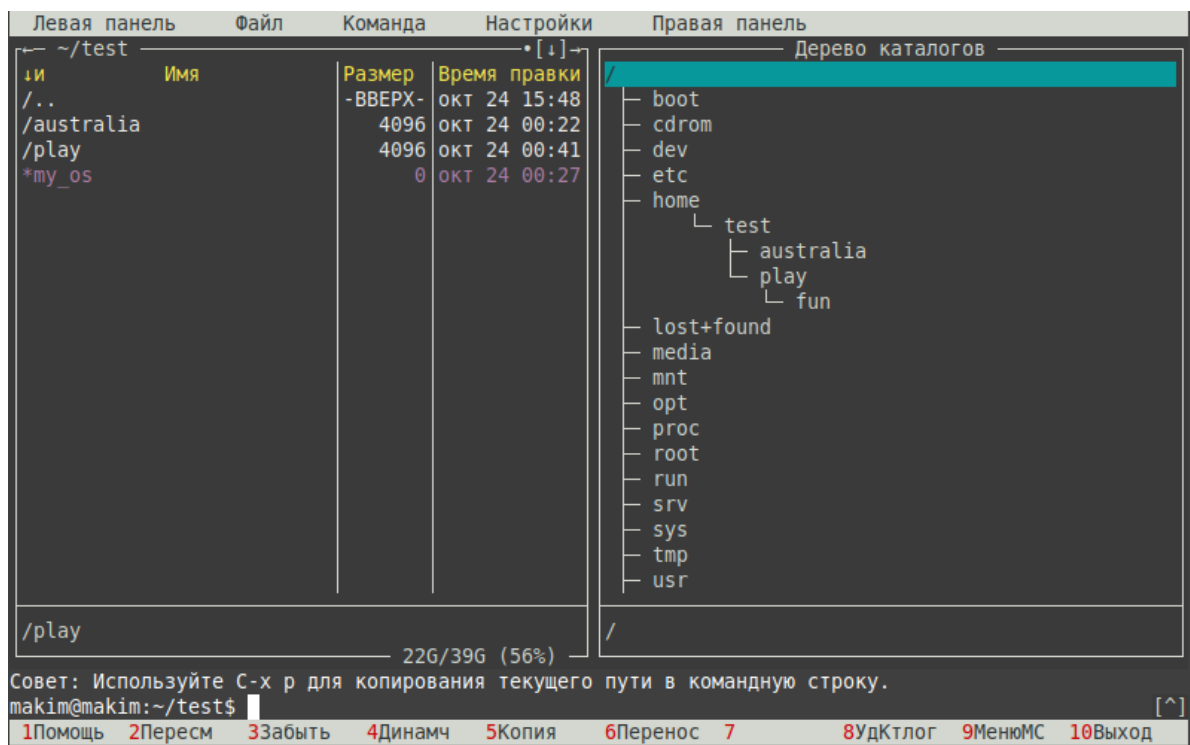 Левая панель Файл Команда Настройки Правая панель
~/test •[↓] Дерево каталогов
↓и Имя Размер Время правки /
/.. -ВВЕРХ- окт 24 15:48 boot
/australia 4096 окт 24 00:22 cdrom
/play 4096 окт 24 00:41 dev
*my_os 0 окт 24 00:27 etc
home
test
australia
play
fun
lost+found
media
mnt
opt
proc
root
run
srv
sys
tmp
usr
/play /
22G/39G (56%)
Совет: Используйте C-x p для копирования текущего пути в командную строку.
makim@makim:~/test$ [^]
1Помощь 2Пересм 3Забыть 4Динамч 5Копия 6Перенос 7 8УдКтлог 9МенюМС 10Выход